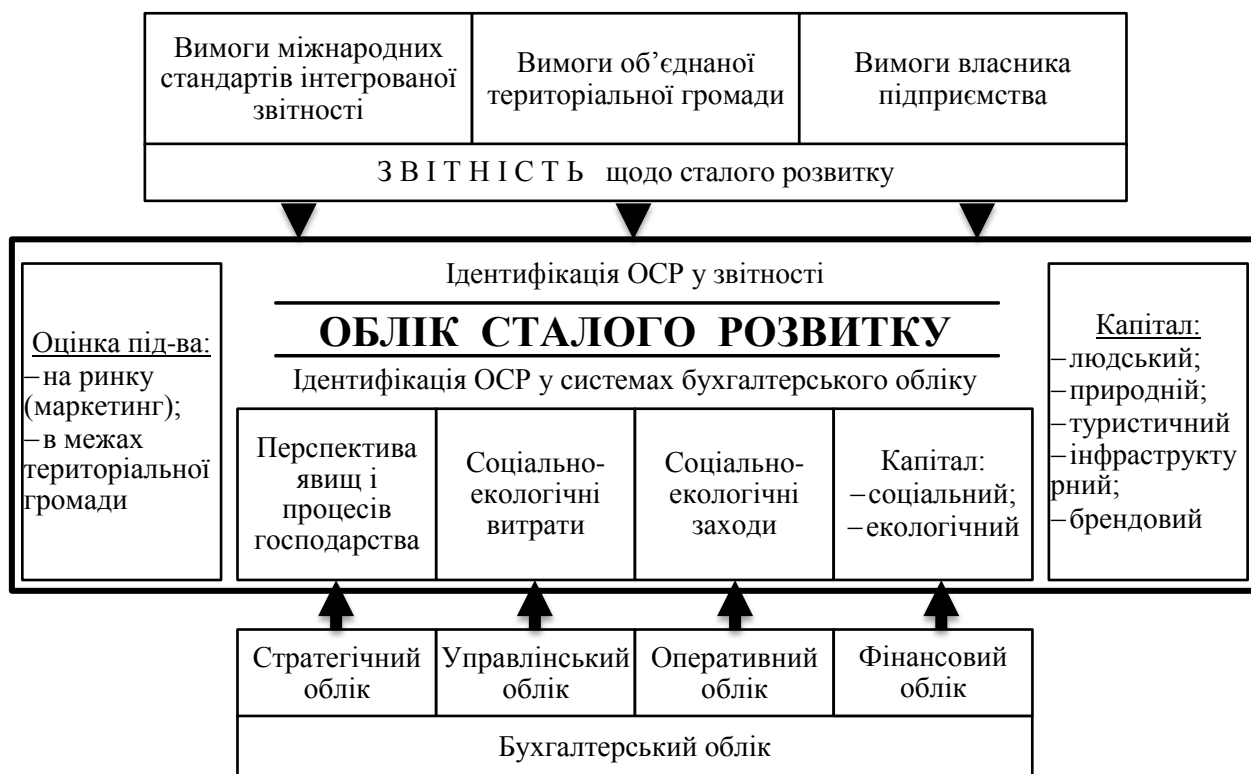 Вимоги міжнародних
стандартів інтегрованої
звітності
Вимоги об’єднаної
територіальної громади
Вимоги власника
підприємства
З В І Т Н І С Т Ь щодо сталого розвитку
Ідентифікація ОСР у звітності
ОБЛІК СТАЛОГО РОЗВИТКУ
Ідентифікація ОСР у системах бухгалтерського обліку
Оцінка під-ва:
–на ринку
(маркетинг);
–в межах
територіальної
громади
Перспектива
явищ і
процесів
господарства
Соціально-
екологічні
витрати
Соціально-
екологічні
заходи
Капітал:
–соціальний;
–екологічний
Капітал:
–людський;
–природній;
–туристичний
–інфраструкту
рний;
–брендовий
Стратегічний
облік
Управлінський
облік
Оперативний
облік
Фінансовий
облік
Бухгалтерський облік